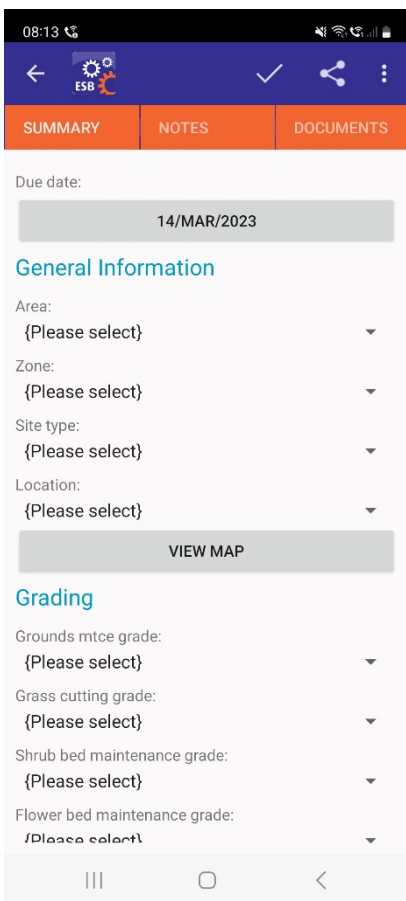 08:13
ESB
SUMMARY NOTES DOCUMENTS
Due date:
14/MAR/2023
General Information
Area:
{Please select}
Zone:
{Please select}
Site type:
{Please select}
Location:
{Please select}
VIEW MAP
Grading
Grounds mtce grade:
{Please select}
Grass cutting grade:
{Please select}
Shrub bed maintenance grade:
{Please select}
Flower bed maintenance grade:
{Please select}